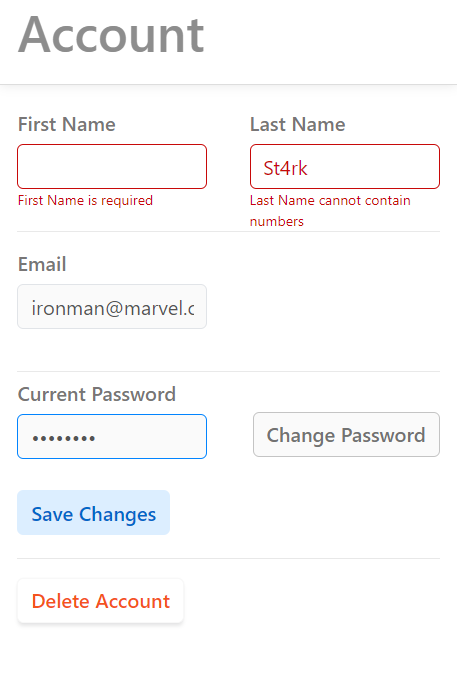 Account
First Name
Last Name
St4rk
First Name is required
Last Name cannot contain
numbers
Email
ironman@marvel.c
Current Password
••••••••
Change Password
Save Changes
Delete Account